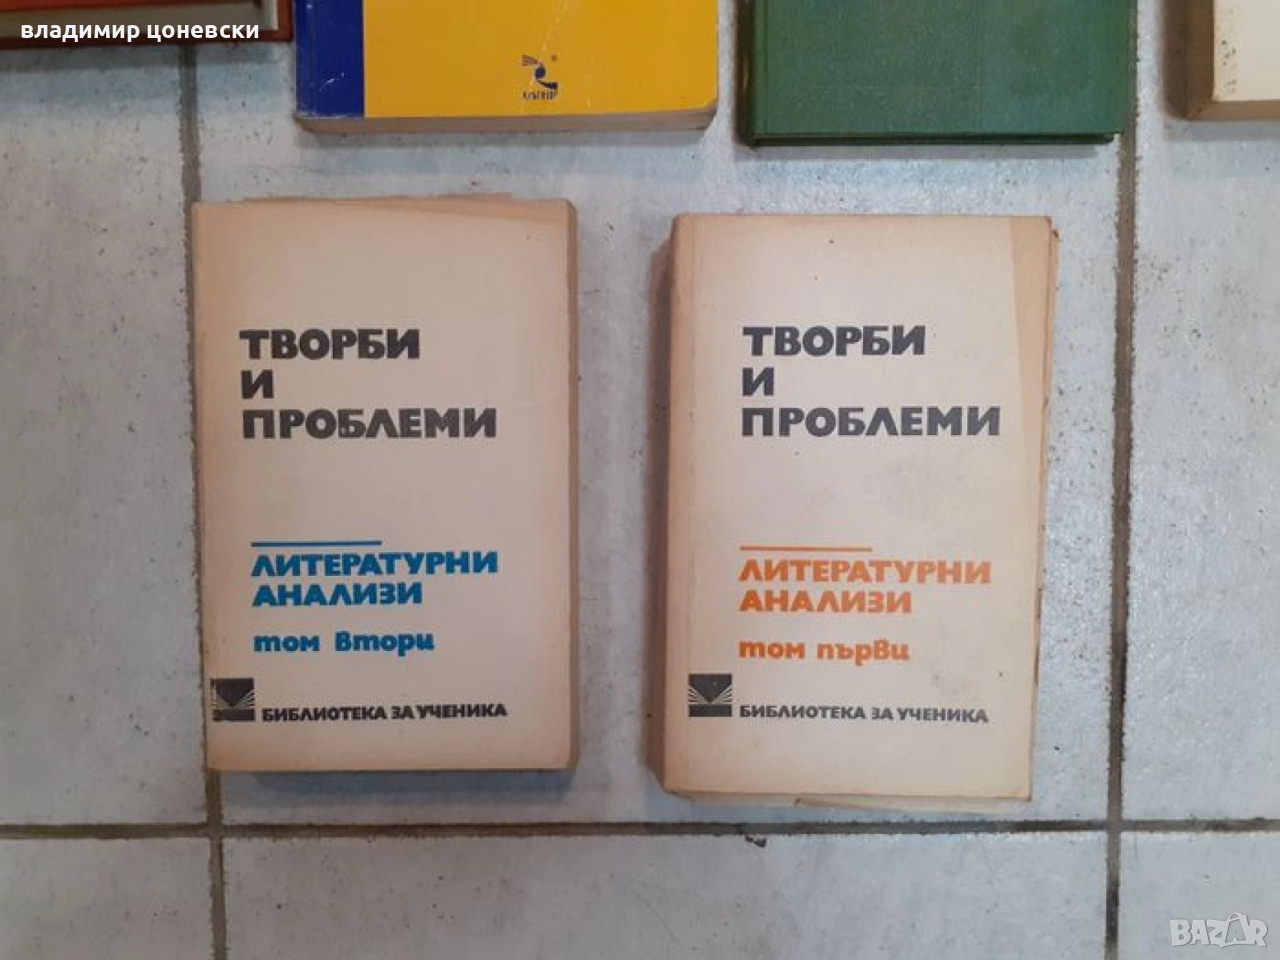 владимир цоневски
ТВОРБИ
И
ПРОБЛЕМИ
ЛИТЕРАТУРНИ
АНАЛИЗИ
том втори
БИБЛИОТЕКА ЗА УЧЕНИКА
ТВОРБИ
И
ПРОБЛЕМИ
ЛИТЕРАТУРНИ
АНАЛИЗИ
том първи
БИБЛИОТЕКА ЗА УЧЕНИКА
BAZAR